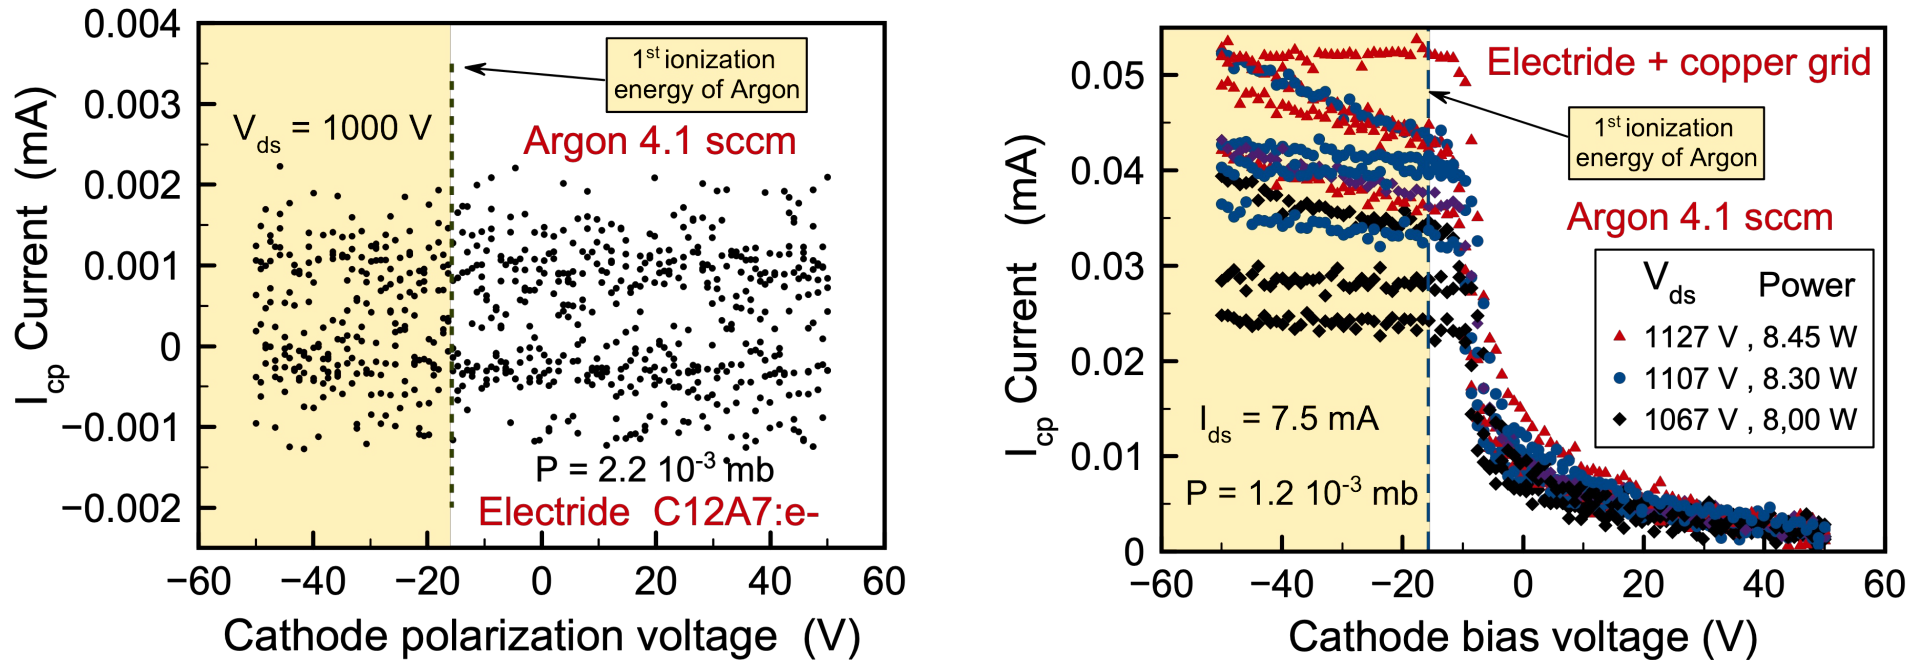 0.004
0.003
0.002
0.001
0
−0.001
−0.002
I_cp Current (mA)
V_ds = 1000 V
1^st ionization
energy of Argon
Argon 4.1 sccm
P = 2.2 10^-3 mb
Electride C12A7:e-
−60 −40 −20 0 20 40 60
Cathode polarization voltage (V)
0.05
0.04
0.03
0.02
0.01
0
I_cp Current (mA)
Electride + copper grid
1^st ionization
energy of Argon
Argon 4.1 sccm
V_ds Power
1127 V , 8.45 W
1107 V , 8.30 W
1067 V , 8,00 W
I_ds = 7.5 mA
P = 1.2 10^-3 mb
−60 −40 −20 0 20 40 60
Cathode bias voltage (V)